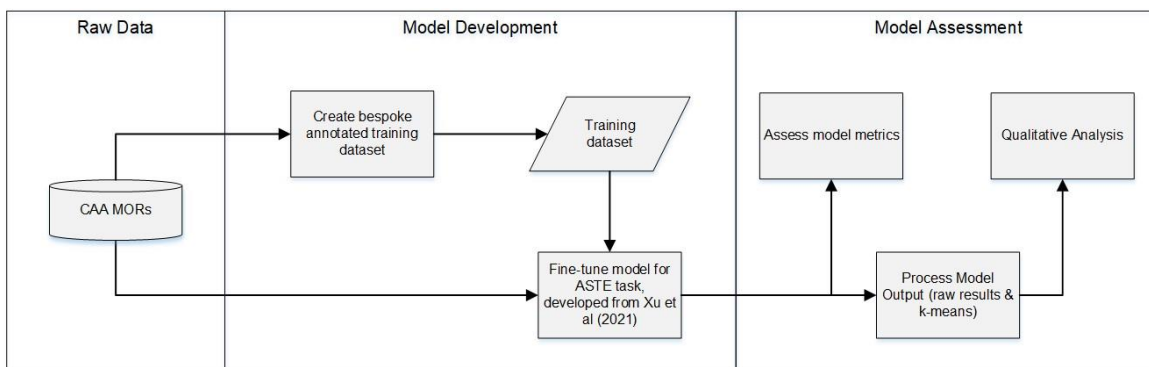 Raw Data
Model Development
Model Assessment
Create bespoke
annotated training
dataset
Training
dataset
Assess model metrics
Qualitative Analysis
CAA MORs
Fine-tune model for
ASTE task,
developed from Xu et
al (2021)
Process Model
Output (raw results &
k-means)